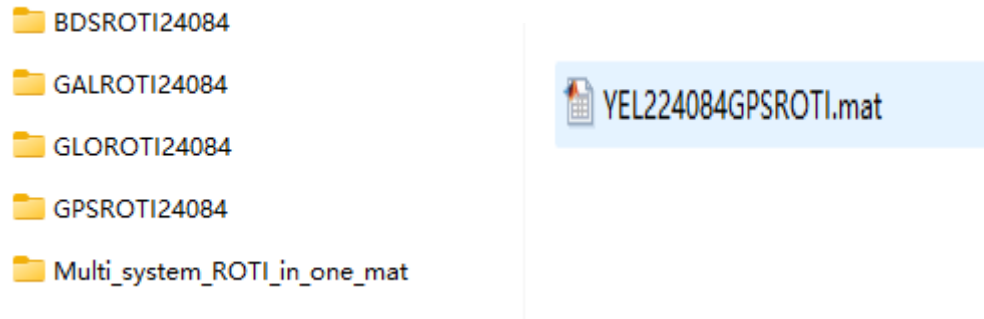 BDSROTI24084
GALROTI24084
GLOROTI24084
GPSROTI24084
Multi_system_ROTI_in_one_mat
YEL224084GPSROTI.mat